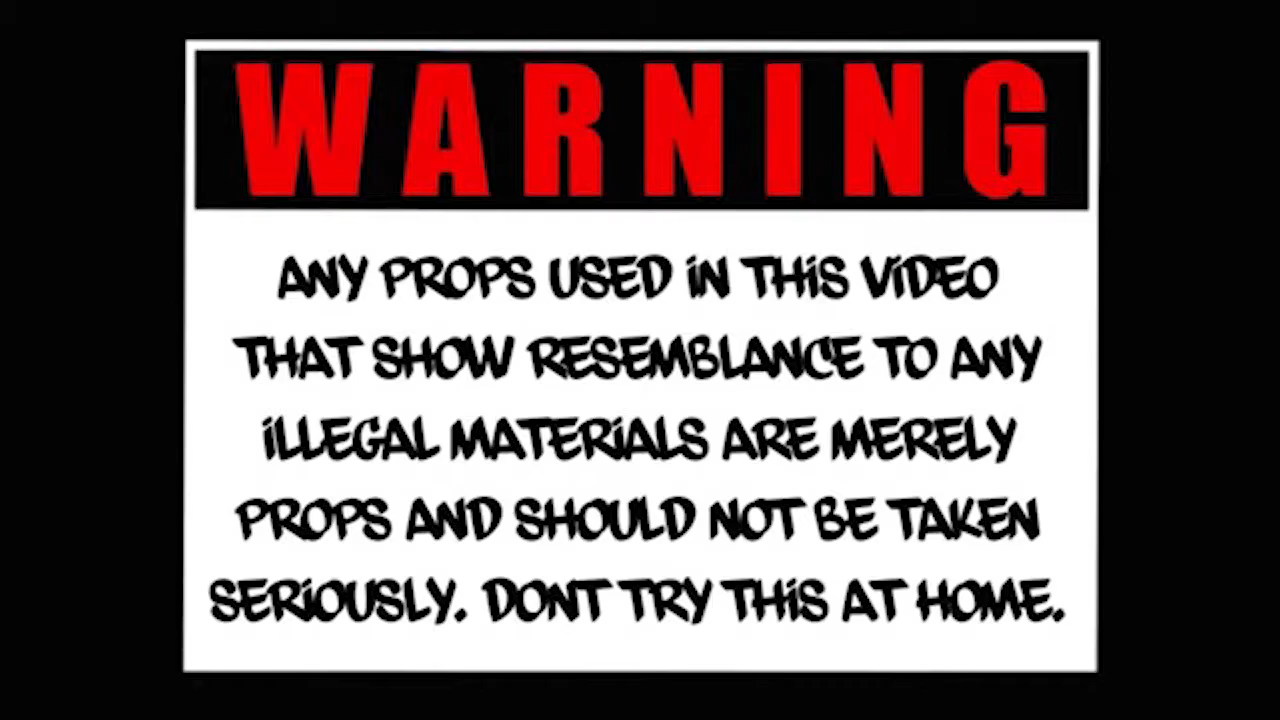 WARNING
ANY PROPS USED iN THiS ViDEO
THAT SHOW RESEMBLANCE TO ANY
iLLEGAL MATERiALS ARE MERELY
PROPS AND SHOULD NOT BE TAKEN
SERiOUSLY. DONT TRY THiS AT HOME.